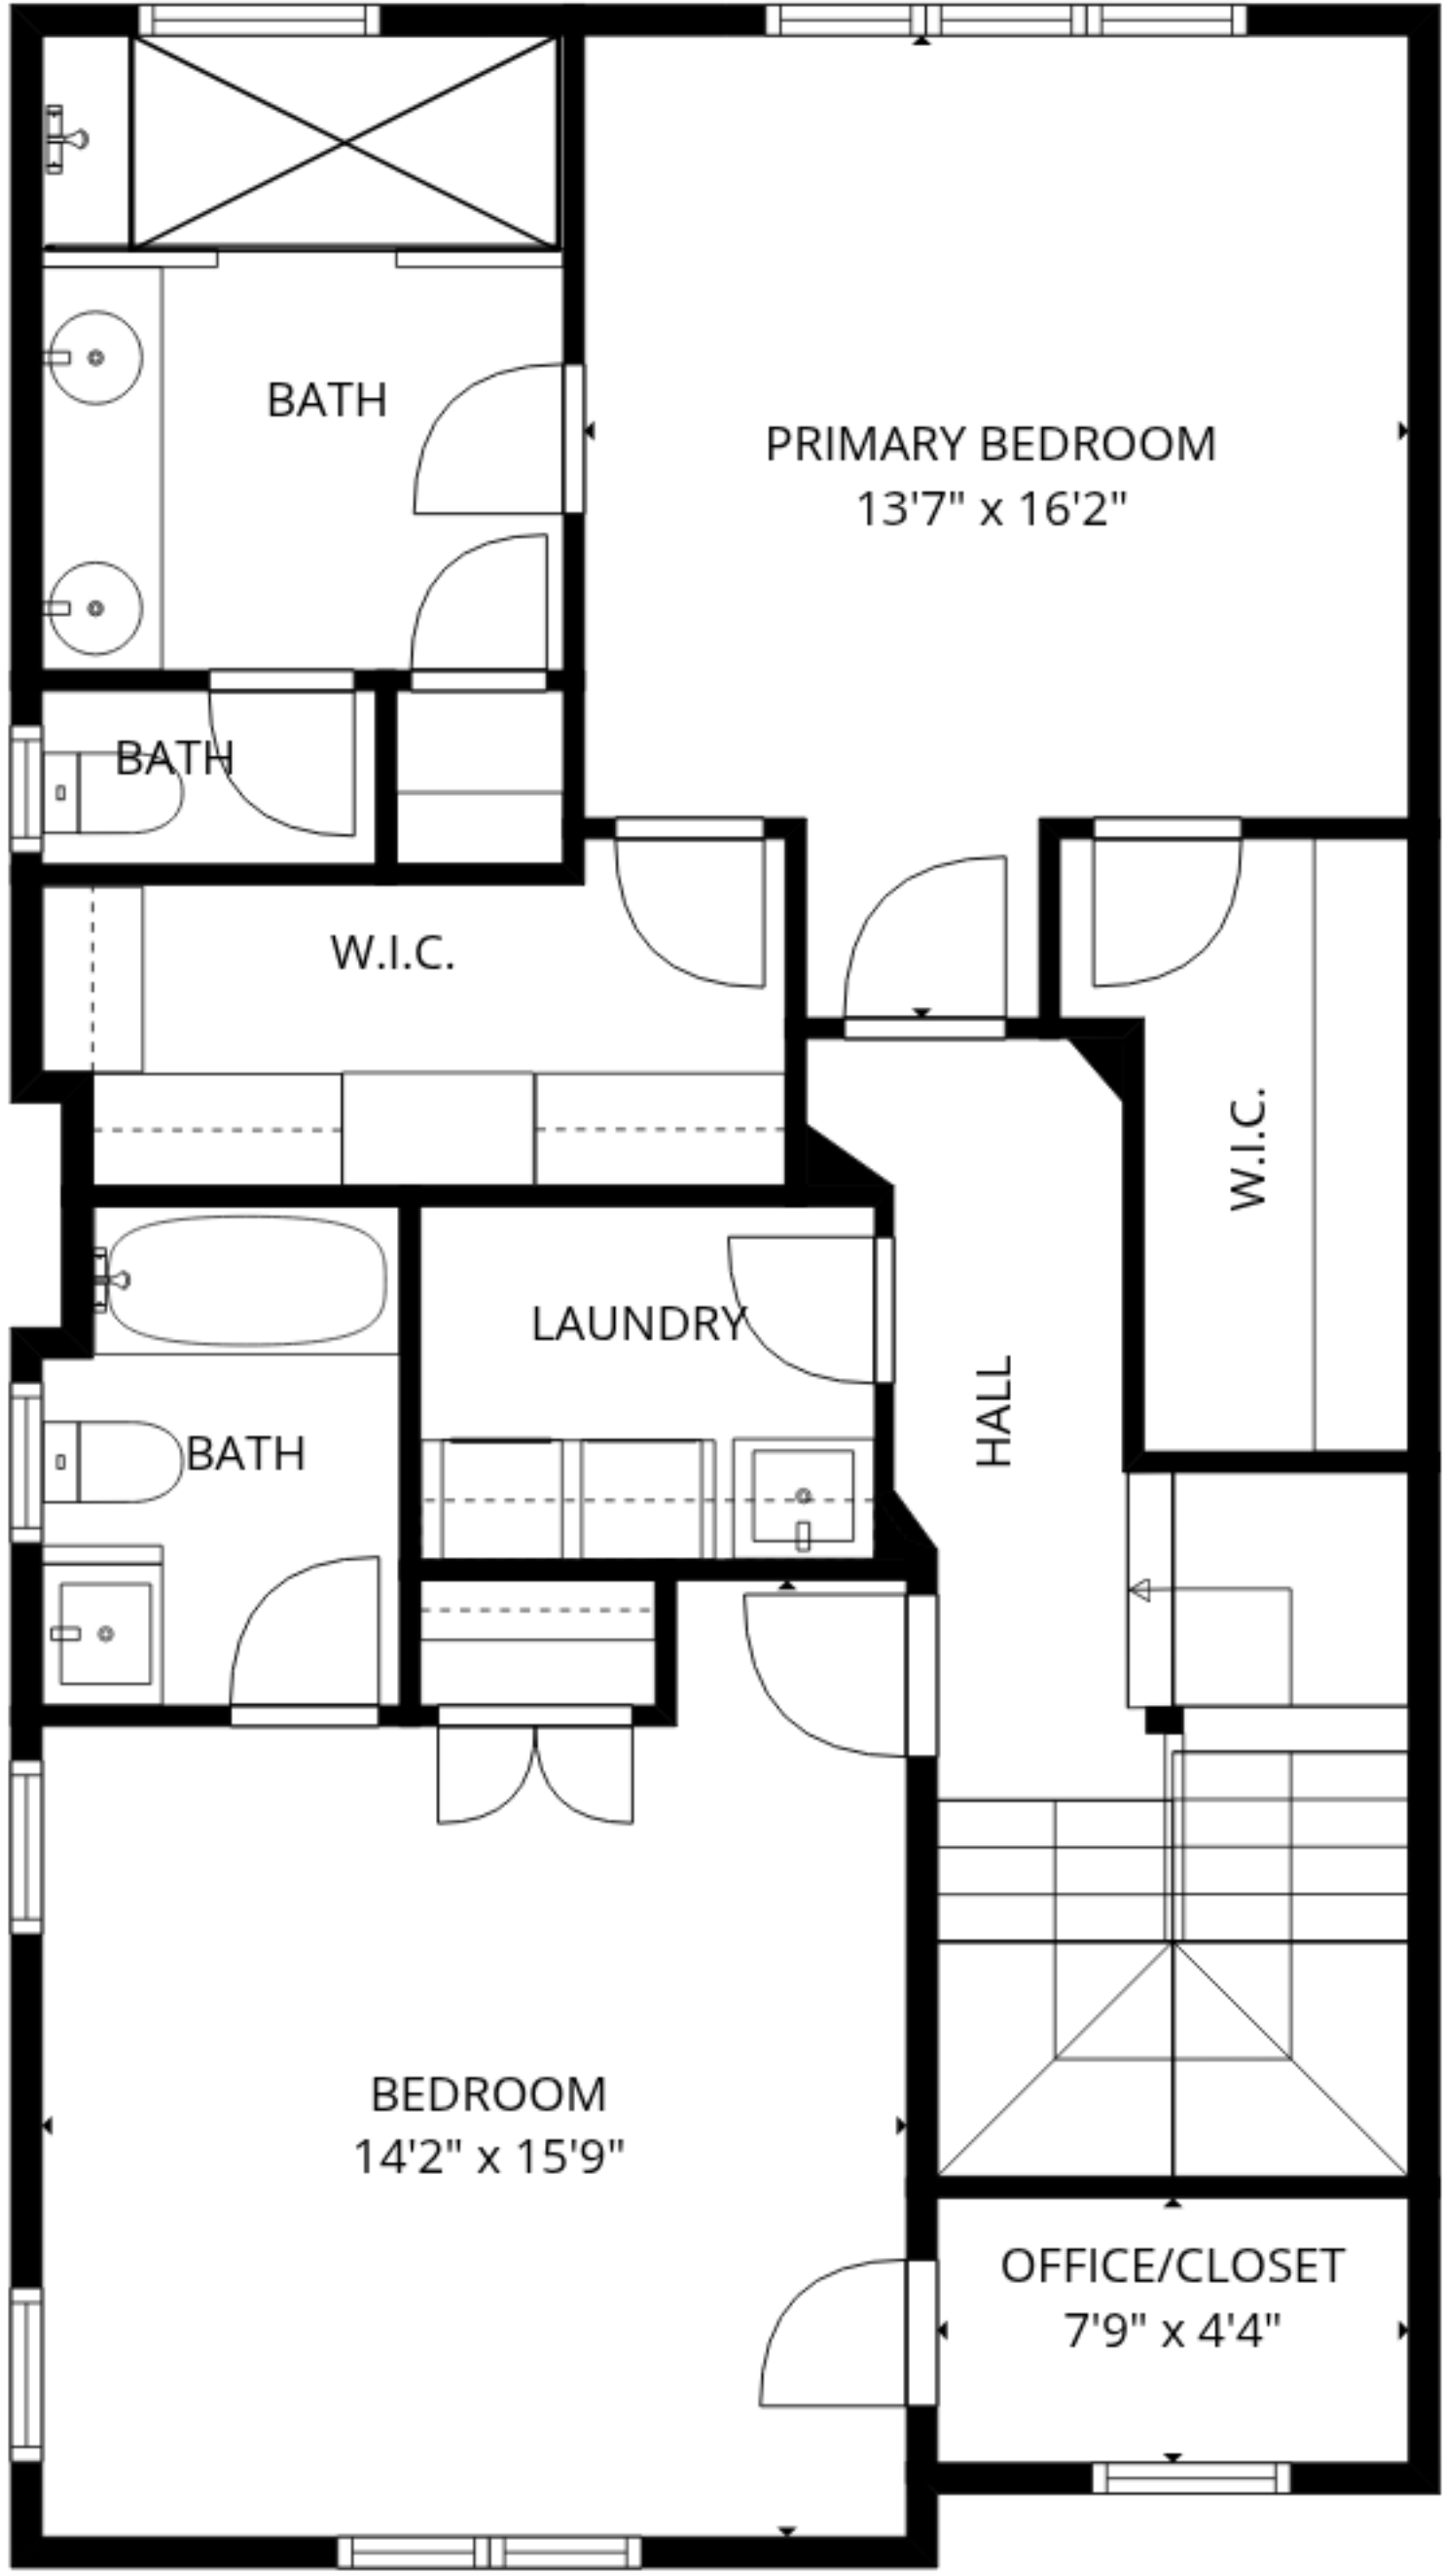 BATH
PRIMARY BEDROOM
13'7" x 16'2"
BATH
W.I.C.
W.I.C.
LAUNDRY
HALL
BATH
BEDROOM
14'2" x 15'9"
OFFICE/CLOSET
7'9" x 4'4"